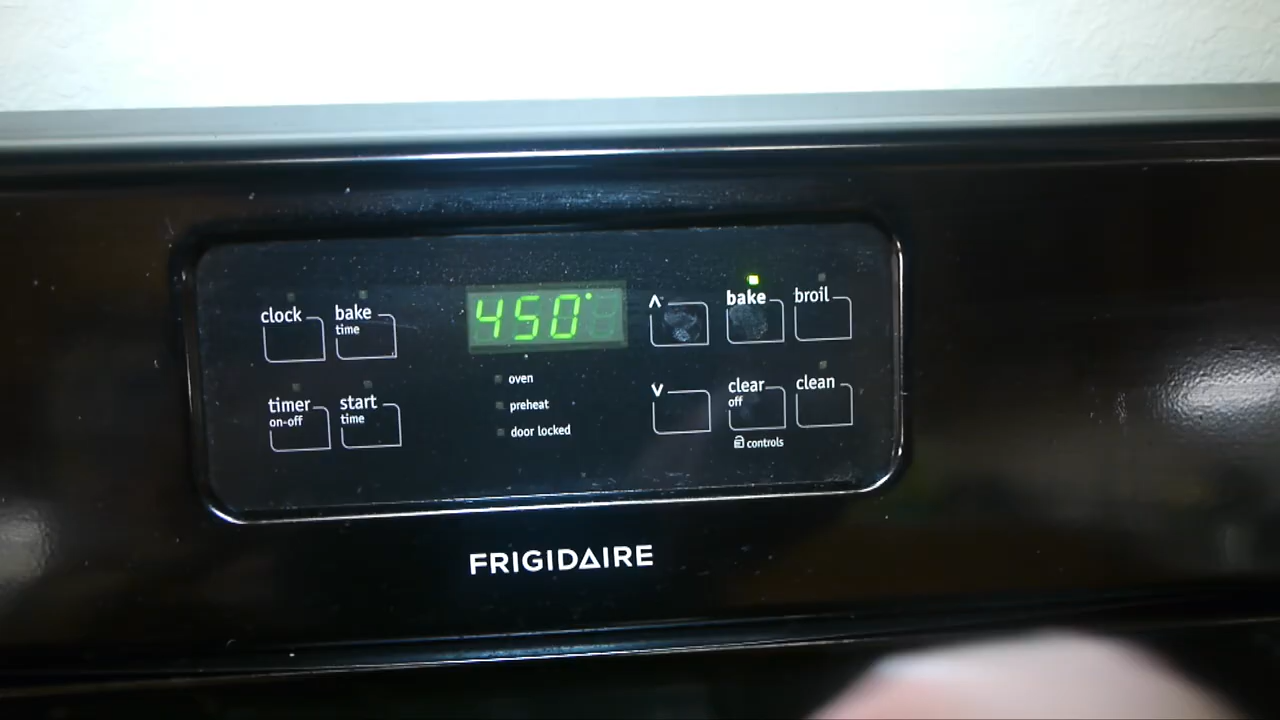 clock
bake
time
450°
^
bake
broil
timer
on-off
start
time
oven
preheat
door locked
v
clear
off
clean
controls
FRIGIDAIRE